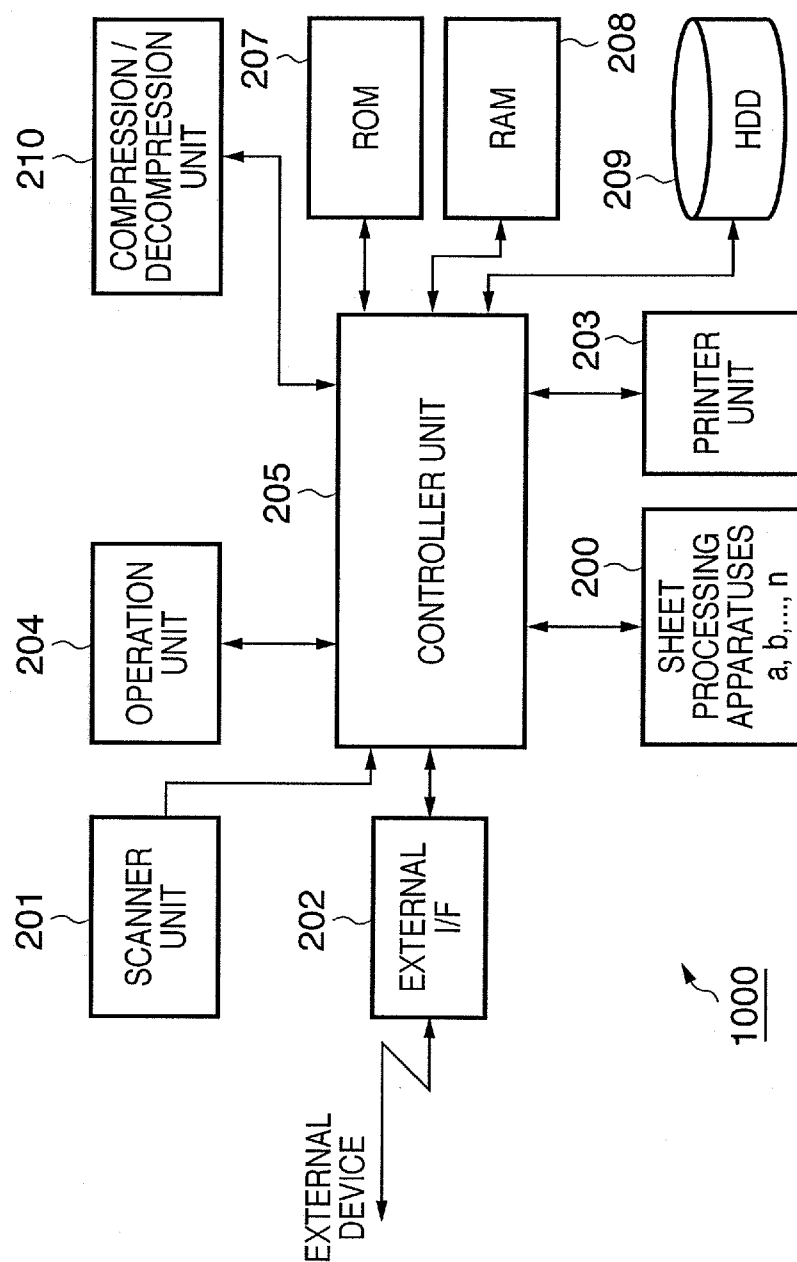 201
SCANNER
UNIT
204
OPERATION
UNIT
210
COMPRESSION /
DECOMPRESSION
UNIT
EXTERNAL
DEVICE
202
EXTERNAL
I/F
205
CONTROLLER UNIT
207
ROM
208
RAM
209
HDD
200
SHEET
PROCESSING
APPARATUSES
a, b,..., n
203
PRINTER
UNIT
1000